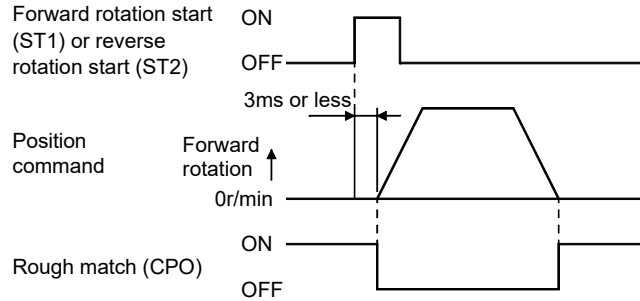 Forward rotation start
(ST1) or reverse
rotation start (ST2)
ON
OFF
3ms or less
Position
command
Forward
rotation
0r/min
Rough match (CPO)
ON
OFF